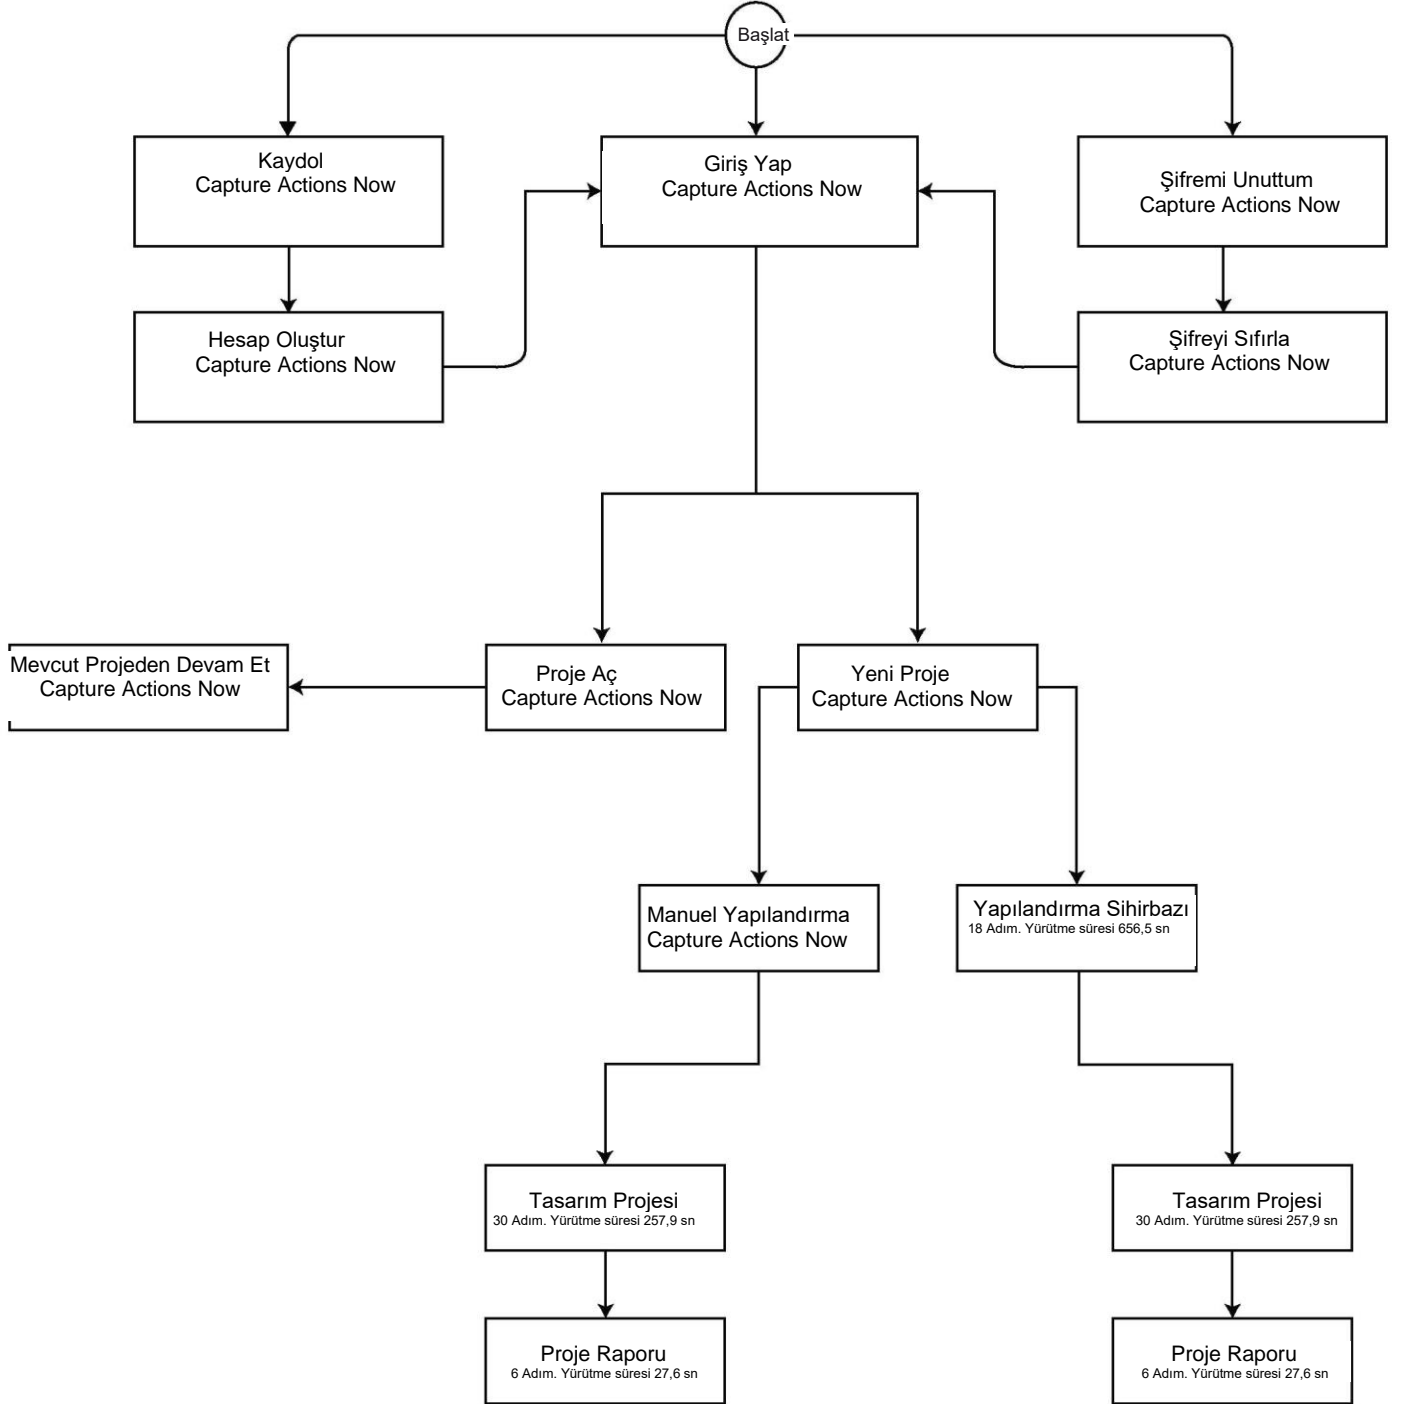 Başlat
Kaydol
Capture Actions Now
Giriş Yap
Capture Actions Now
Şifremi Unuttum
Capture Actions Now
Hesap Oluştur
Capture Actions Now
Şifreyi Sıfırla
Capture Actions Now
Mevcut Projeden Devam Et
Capture Actions Now
Proje Aç
Capture Actions Now
Yeni Proje
Capture Actions Now
Manuel Yapılandırma
Capture Actions Now
Yapılandırma Sihirbazı
18 Adım. Yürütme süresi 656,5 sn
Tasarım Projesi
30 Adım. Yürütme süresi 257,9 sn
Tasarım Projesi
30 Adım. Yürütme süresi 257,9 sn
Proje Raporu
6 Adım. Yürütme süresi 27,6 sn
Proje Raporu
6 Adım. Yürütme süresi 27,6 sn